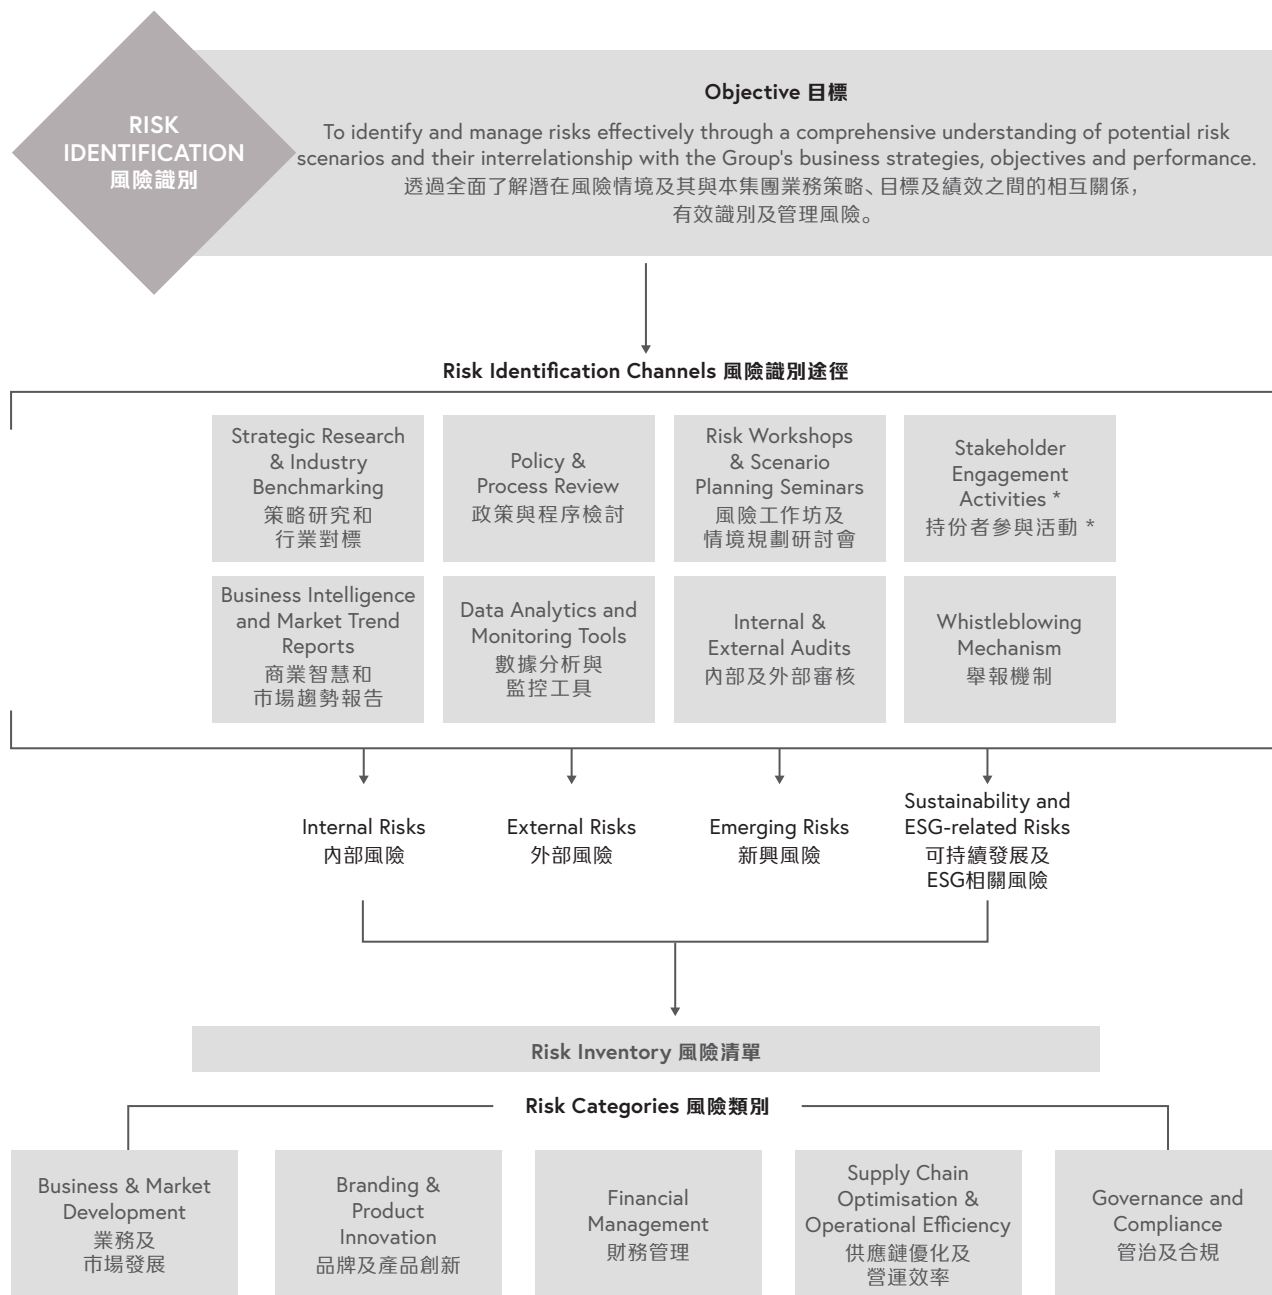 RISK
IDENTIFICATION
風險識別
Objective 目標
To identify and manage risks effectively through a comprehensive understanding of potential risk
scenarios and their interrelationship with the Group's business strategies, objectives and performance.
透過全面了解潛在風險情境及其與本集團業務策略、目標及績效之間的相互關係，
有效識別及管理風險。
Risk Identification Channels 風險識別途徑
Strategic Research
& Industry
Benchmarking
策略研究和
行業對標
Policy &
Process Review
政策與程序檢討
Risk Workshops
& Scenario
Planning Seminars
風險工作坊及
情境規劃研討會
Stakeholder
Engagement
Activities *
持份者參與活動 *
Business Intelligence
and Market Trend
Reports
商業智慧和
市場趨勢報告
Data Analytics and
Monitoring Tools
數據分析與
監控工具
Internal &
External Audits
內部及外部審核
Whistleblowing
Mechanism
舉報機制
Internal Risks
內部風險
External Risks
外部風險
Emerging Risks
新興風險
Sustainability and
ESG-related Risks
可持續發展及
ESG相關風險
Risk Inventory 風險清單
Risk Categories 風險類別
Business & Market
Development
業務及
市場發展
Branding &
Product
Innovation
品牌及產品創新
Financial
Management
財務管理
Supply Chain
Optimisation &
Operational Efficiency
供應鏈優化及
營運效率
Governance and
Compliance
管治及合規